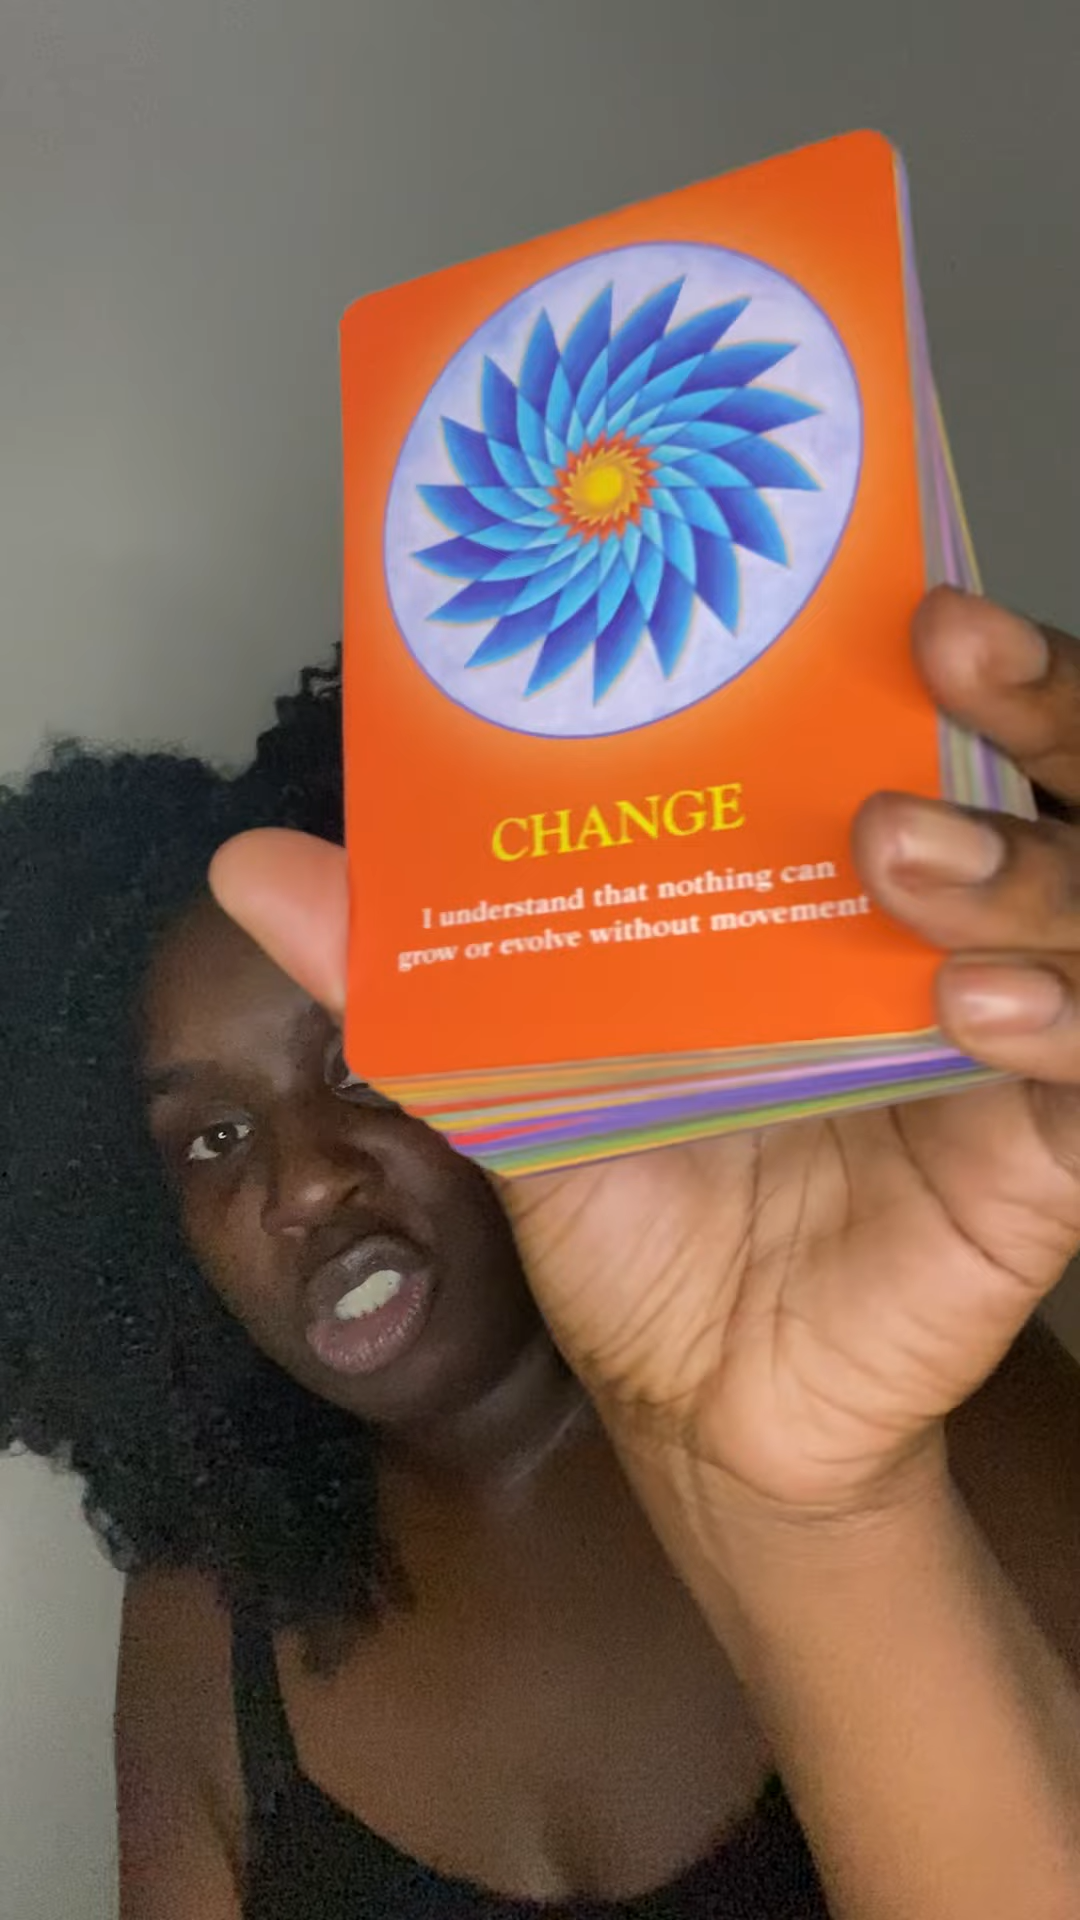 CHANGE
I understand that nothing can
grow or evolve without movement